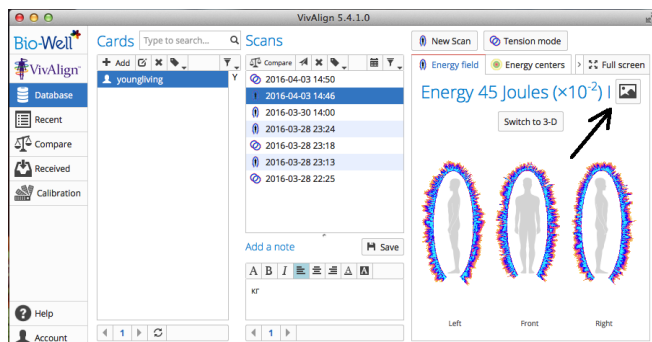 VivAlign 5.4.1.0
Bio-Well
VivAlign™
Database
Recent
Compare
Received
Calibration
Help
Account
Cards
Type to search...
Add
youngliving
Y
1
Scans
Compare
2016-04-03 14:50
2016-04-03 14:46
2016-03-30 14:00
2016-03-28 23:24
2016-03-28 23:18
2016-03-28 23:13
2016-03-28 22:25
Add a note
Save
A B I A A
кг
1
New Scan
Tension mode
Energy field
Energy centers
>
Full screen
Energy 45 Joules (×10⁻²) |
Switch to 3-D
Left
Front
Right